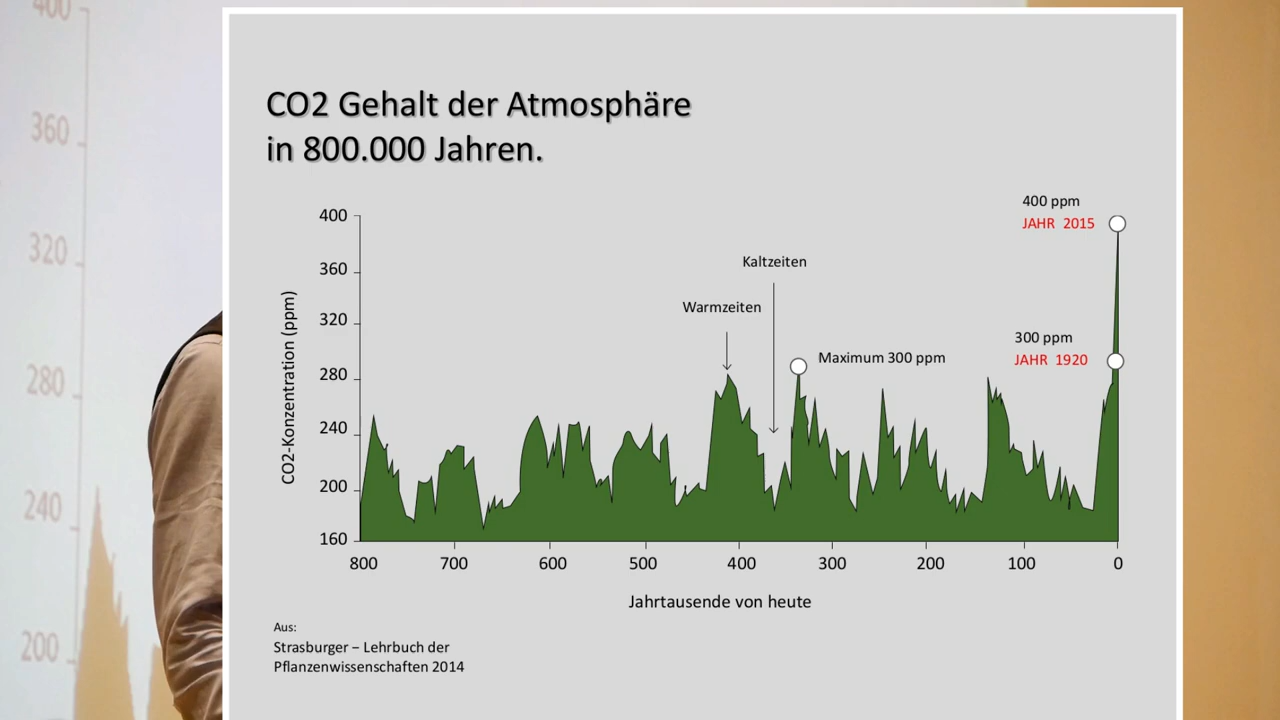 400
360
320
280
240
200
CO2 Gehalt der Atmosphäre
in 800.000 Jahren.
CO2-Konzentration (ppm)
400
360
320
280
240
200
160
Warmzeiten
Kaltzeiten
Maximum 300 ppm
400 ppm
JAHR 2015
300 ppm
JAHR 1920
800 700 600 500 400 300 200 100 0
Jahrtausende von heute
Aus:
Strasburger – Lehrbuch der
Pflanzenwissenschaften 2014